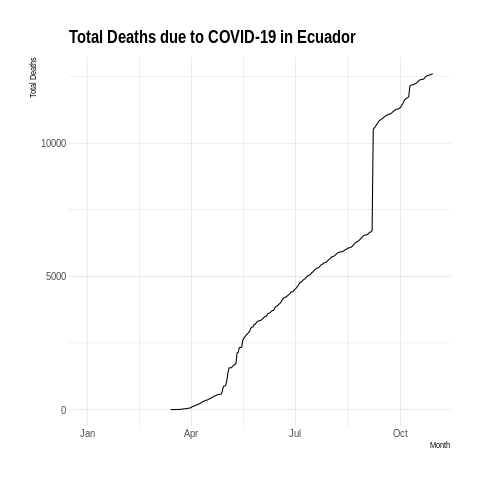 Total Deaths due to COVID-19 in Ecuador
Total Deaths
10000
5000
0
Jan Apr Jul Oct
Month